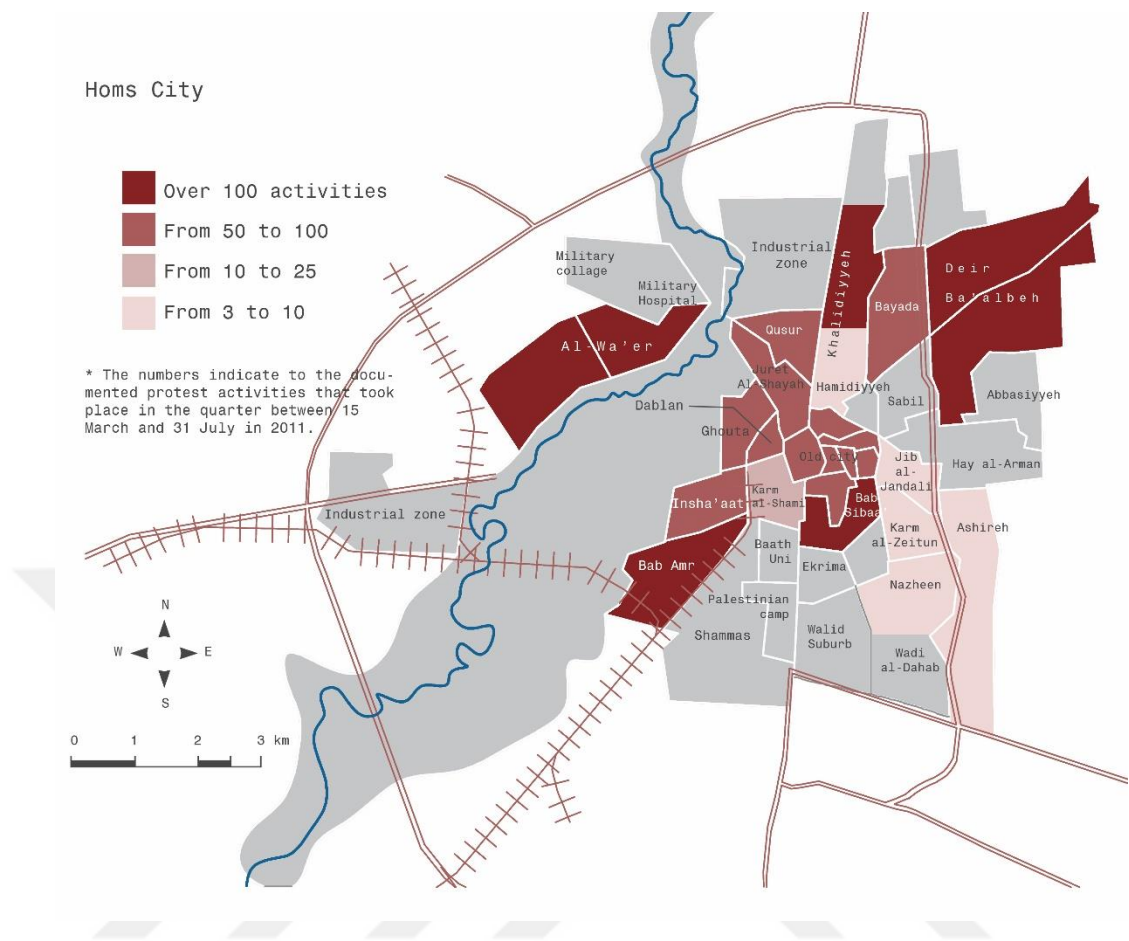 Homs City
Over 100 activities
From 50 to 100
From 10 to 25
From 3 to 10
* The numbers indicate to the docu-
mented protest activities that took
place in the quarter between 15
March and 31 July in 2011.
Military
collage
Military
Hospital
Industrial
zone
Khalidiyyeh
Bayada
Deir
Ba'albeh
Qusur
Al-Wa'er
Juret
Al-Shayah
Hamidiyyeh
Sabil
Abbasiyyeh
Dablan
Ghouta
Old city
Jib
al-
Jandali
Hay al-Arman
Insha'aat
Karm
al-Shami
Bab
Sibaa
Karm
al-Zeitun
Ashireh
Industrial zone
Baath
Uni
Ekrima
Bab Amr
Nazheen
Palestinian
camp
Shammas
Walid
Suburb
Wadi
al-Dahab
N
W
E
S
0 1 2 3 km